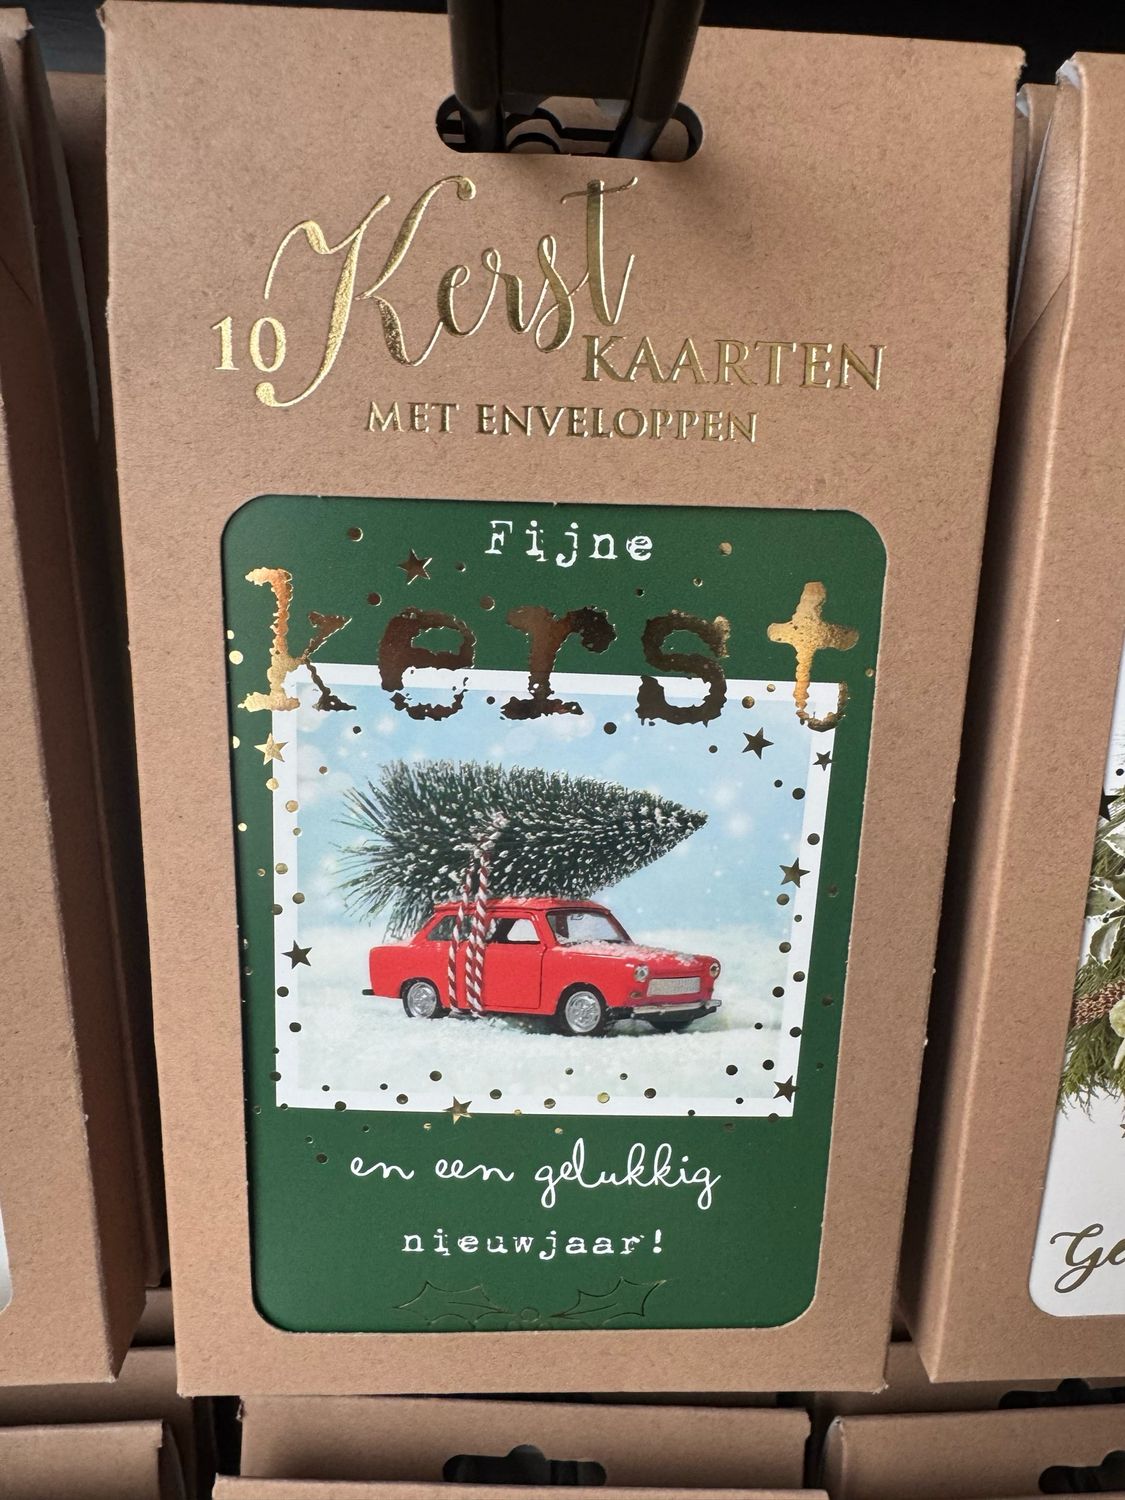 10 Kerst
KAARTEN
MET ENVELOPPEN
Fijne
kerst
en een gelukkig
nieuwjaar!